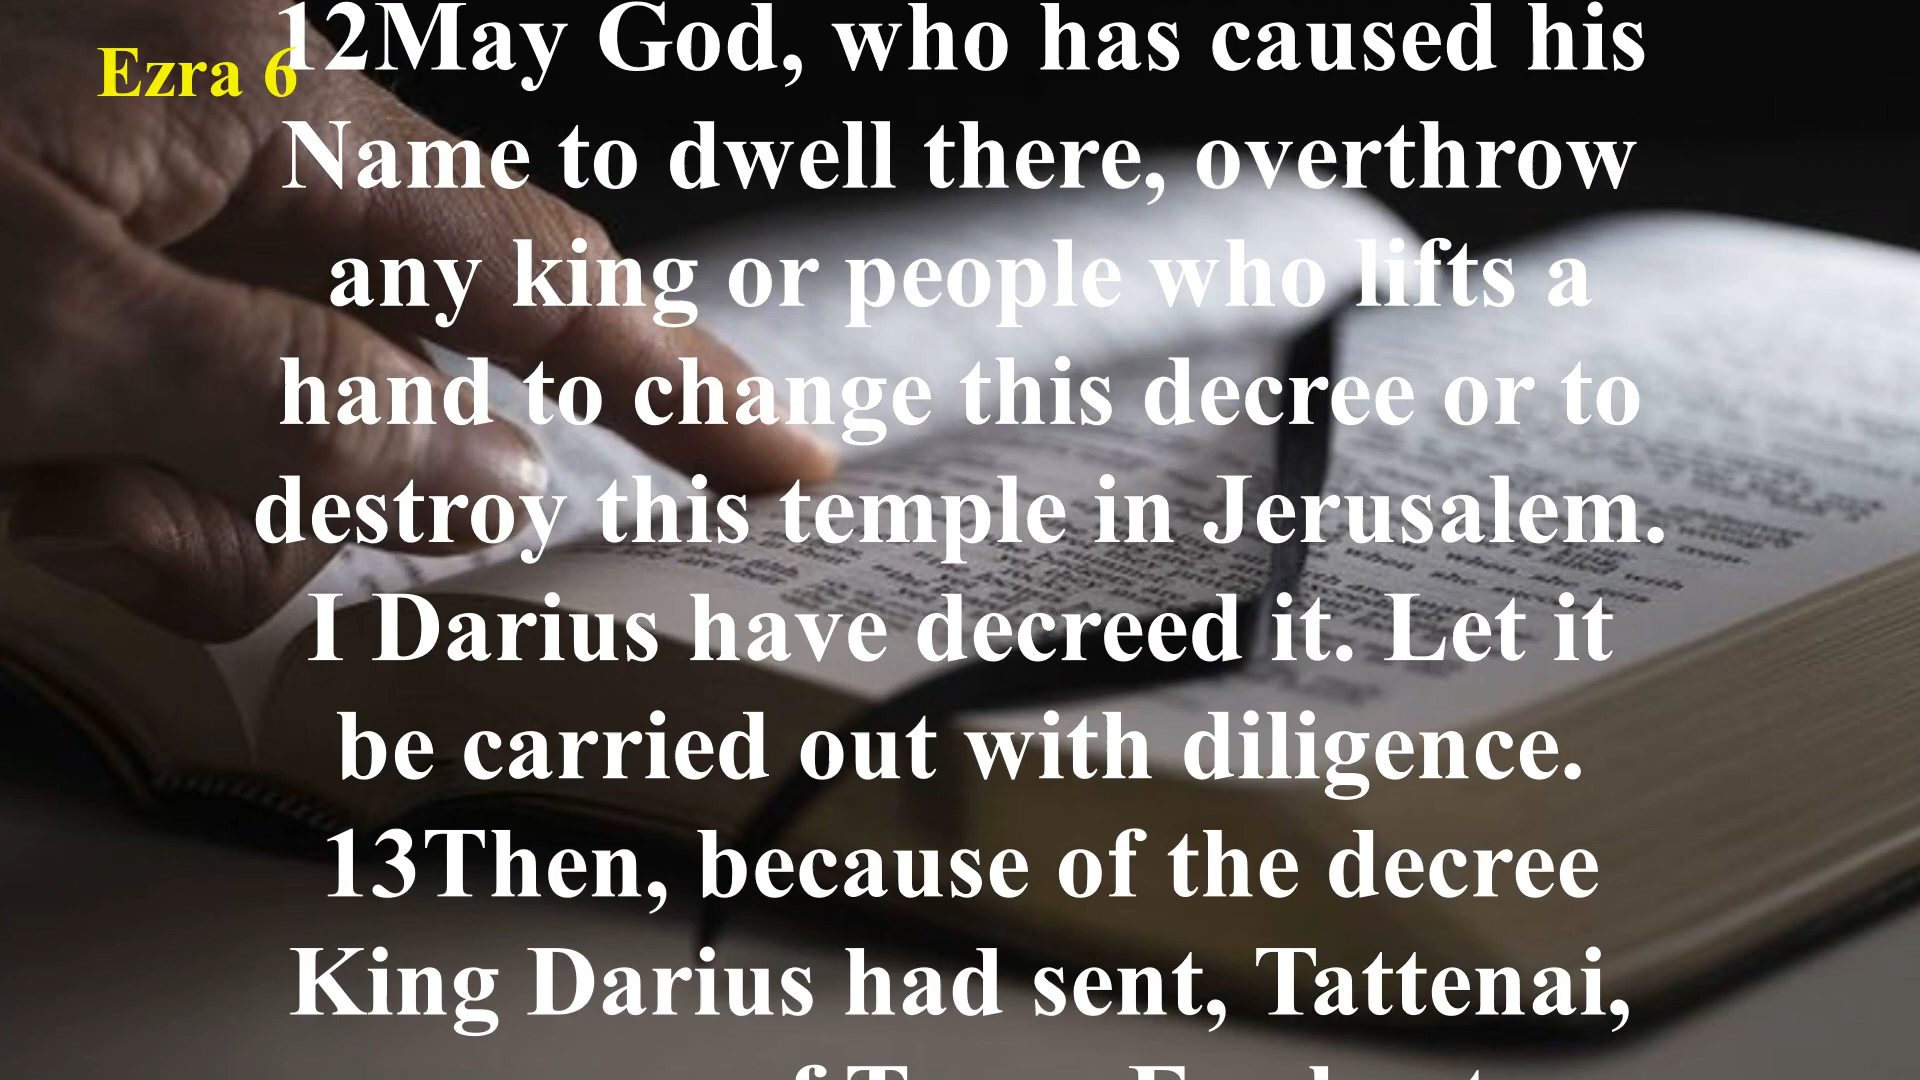 Ezra 6
12May God, who has caused his
Name to dwell there, overthrow
any king or people who lifts a
hand to change this decree or to
destroy this temple in Jerusalem.
I Darius have decreed it. Let it
be carried out with diligence.
13Then, because of the decree
King Darius had sent, Tattenai,